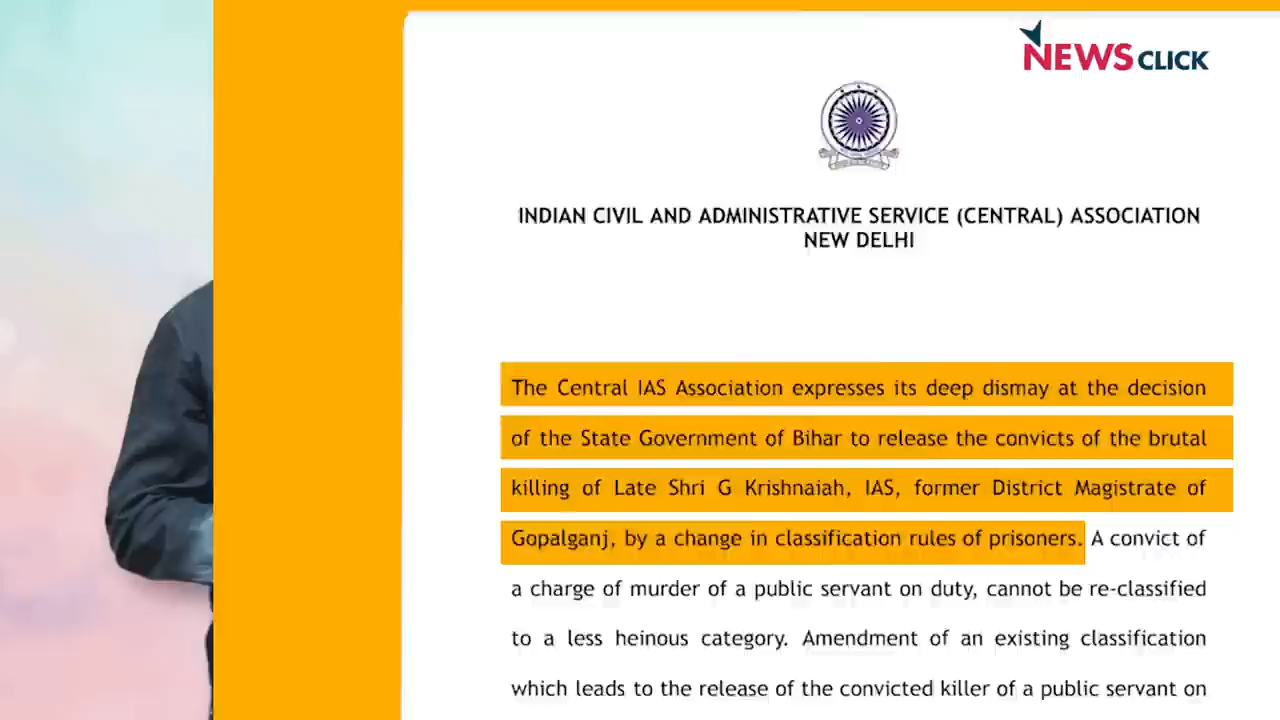 NEWS CLICK
INDIAN CIVIL AND ADMINISTRATIVE SERVICE (CENTRAL) ASSOCIATION
NEW DELHI
The Central IAS Association expresses its deep dismay at the decision
of the State Government of Bihar to release the convicts of the brutal
killing of Late Shri G Krishnaiah, IAS, former District Magistrate of
Gopalganj, by a change in classification rules of prisoners. A convict of
a charge of murder of a public servant on duty, cannot be re-classified
to a less heinous category. Amendment of an existing classification
which leads to the release of the convicted killer of a public servant on